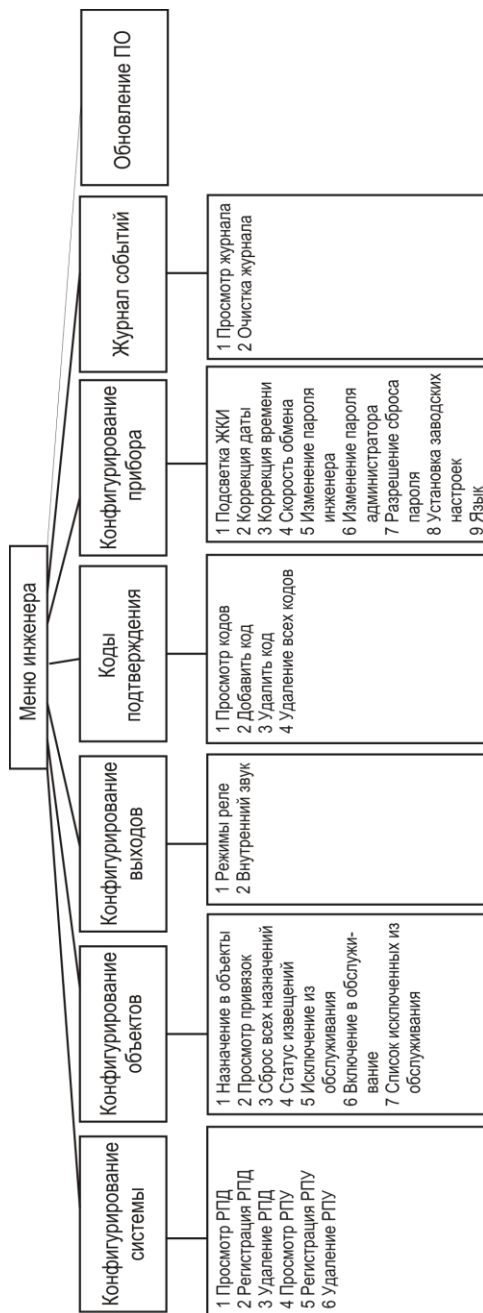 Меню инженера
Конфигурирование
системы
1 Просмотр РПД
2 Регистрация РПД
3 Удаление РПД
4 Просмотр РПУ
5 Регистрация РПУ
6 Удаление РПУ
Конфигурирование
объектов
1 Назначение в объекты
2 Просмотр привязок
3 Сброс всех назначений
4 Статус извещений
5 Исключение из
обслуживания
6 Включение в обслужи-
вание
7 Список исключенных из
обслуживания
Конфигурирование
выходов
1 Режимы реле
2 Внутренний звук
Коды
подтверждения
1 Просмотр кодов
2 Добавить код
3 Удалить код
4 Удаление всех кодов
Конфигурирование
прибора
1 Подсветка ЖКИ
2 Коррекция даты
3 Коррекция времени
4 Скорость обмена
5 Изменение пароля
инженера
6 Изменение пароля
администратора
7 Разрешение сброса
пароля
8 Установка заводских
настроек
9 Язык
Журнал событий
1 Просмотр журнала
2 Очистка журнала
Обновление ПО